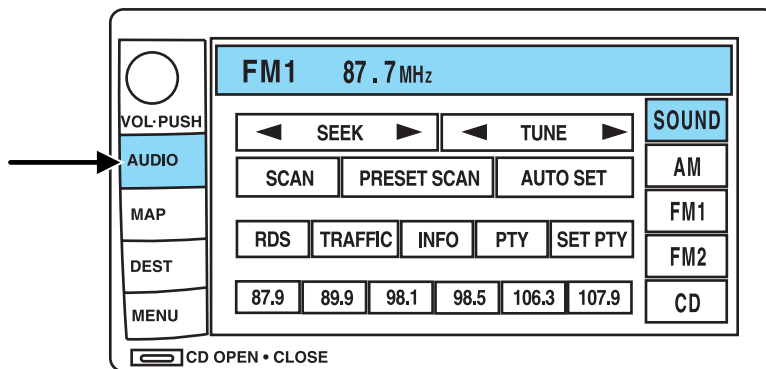 FM1 87.7 MHz
VOL·PUSH
AUDIO
MAP
DEST
MENU
SEEK TUNE
SCAN PRESET SCAN AUTO SET
RDS TRAFFIC INFO PTY SET PTY
87.9 89.9 98.1 98.5 106.3 107.9
SOUND
AM
FM1
FM2
CD
CD OPEN • CLOSE